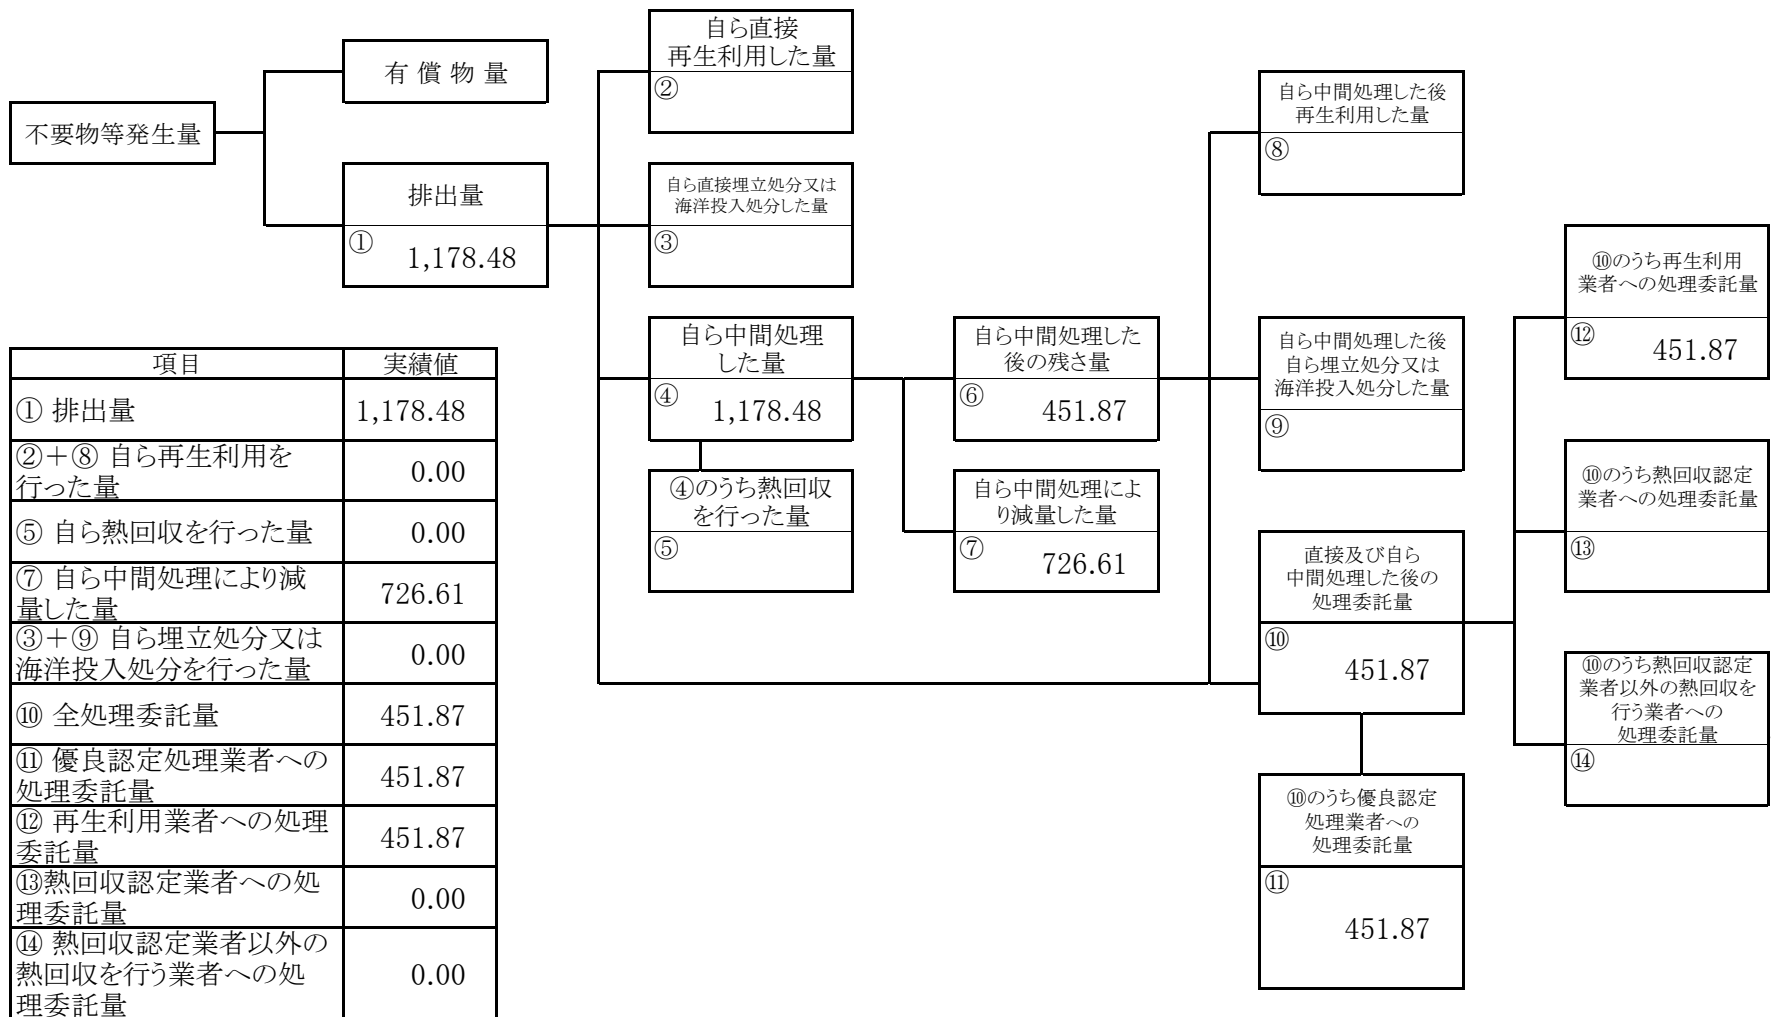 不要物等発生量
有 償 物 量
排出量
①
1,178.48
自ら直接
再生利用した量
②
自ら直接埋立処分又は
海洋投入処分した量
③
自ら中間処理
した量
④
1,178.48
④のうち熱回収
を行った量
⑤
自ら中間処理した
後の残さ量
⑥
451.87
自ら中間処理によ
り減量した量
⑦
726.61
自ら中間処理した後
再生利用した量
⑧
自ら中間処理した後
自ら埋立処分又は
海洋投入処分した量
⑨
直接及び自ら
中間処理した後の
処理委託量
⑩
451.87
⑩のうち優良認定
処理業者への
処理委託量
⑪
451.87
⑩のうち再生利用
業者への処理委託量
⑫
451.87
⑩のうち熱回収認定
業者への処理委託量
⑬
⑩のうち熱回収認定
業者以外の熱回収を
行う業者への
処理委託量
⑭
項目 実績値
① 排出量 1,178.48
②＋⑧ 自ら再生利用を
行った量 0.00
⑤ 自ら熱回収を行った量 0.00
⑦ 自ら中間処理により減
量した量 726.61
③＋⑨ 自ら埋立処分又は
海洋投入処分を行った量 0.00
⑩ 全処理委託量 451.87
⑪ 優良認定処理業者への
処理委託量 451.87
⑫ 再生利用業者への処理
委託量 451.87
⑬熱回収認定業者への処
理委託量 0.00
⑭ 熱回収認定業者以外の
熱回収を行う業者への処
理委託量 0.00